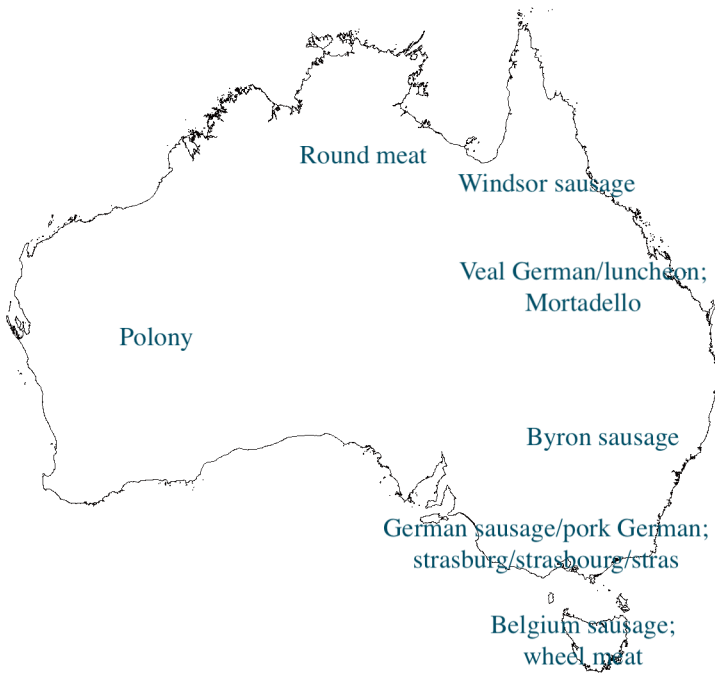 Round meat
Windsor sausage
Veal German/luncheon;
Mortadello
Polony
Byron sausage
German sausage/pork German;
strasburg/strasbourg/stras
Belgium sausage;
wheel meat